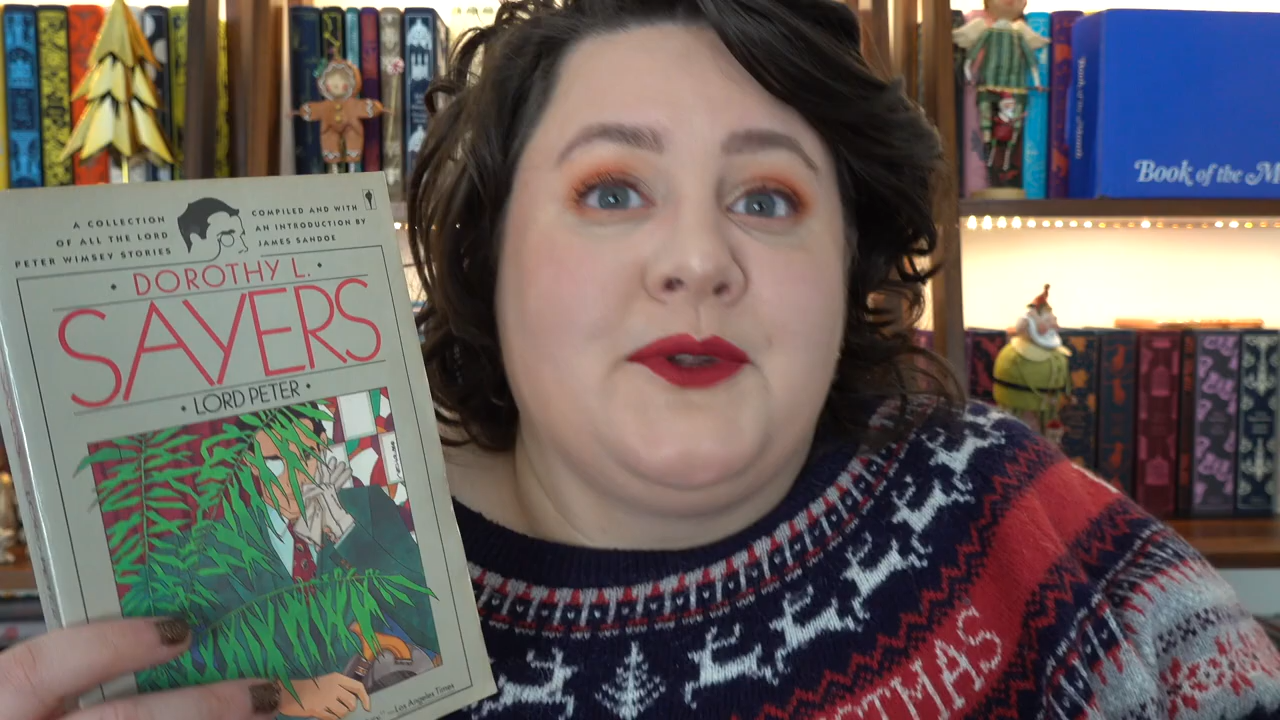 A COLLECTION
OF ALL THE LORD
PETER WIMSEY STORIES
COMPILED AND WITH
AN INTRODUCTION BY
JAMES SANDOE
• DOROTHY L. •
SAYERS
• LORD PETER •
—Los Angeles Times
Book of the M
STMAS